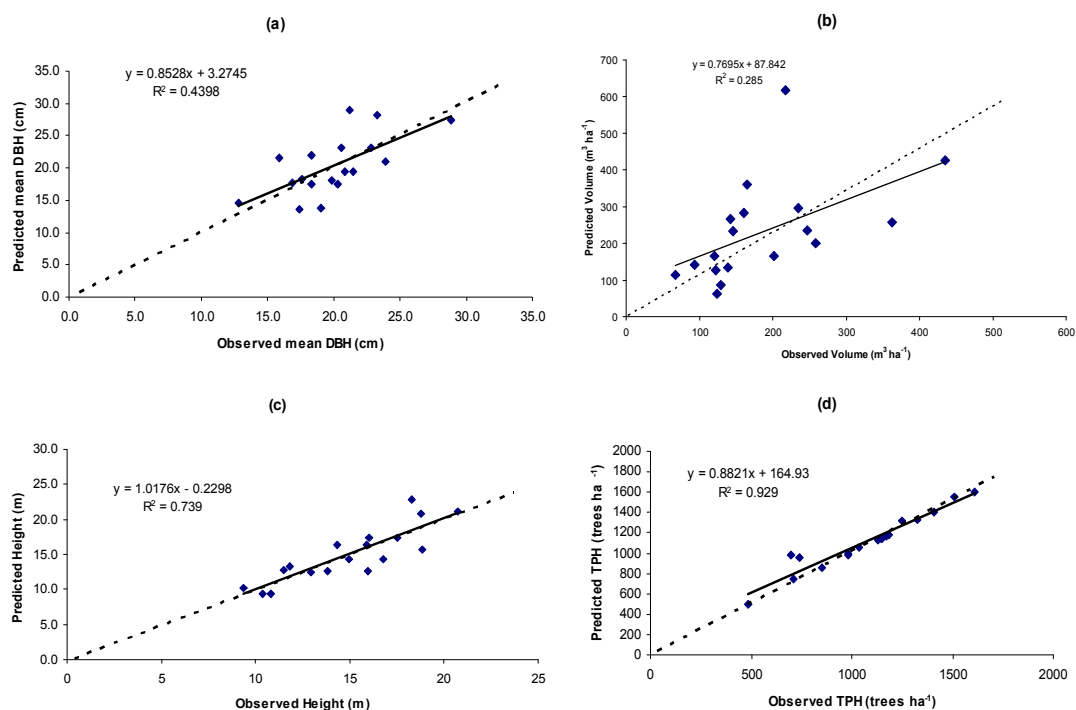 (a)
y = 0.8528x + 3.2745
R² = 0.4398
Predicted mean DBH (cm)
35.0
30.0
25.0
20.0
15.0
10.0
5.0
0.0
0.0 5.0 10.0 15.0 20.0 25.0 30.0 35.0
Observed mean DBH (cm)
(b)
y = 0.7695x + 87.842
R² = 0.285
Predicted Volume (m³ ha⁻¹)
700
600
500
400
300
200
100
0
0 100 200 300 400 500 600
Observed Volume (m³ ha⁻¹)
(c)
y = 1.0176x - 0.2298
R² = 0.739
Predicted Height (m)
30.0
25.0
20.0
15.0
10.0
5.0
0.0
0 5 10 15 20 25
Observed Height (m)
(d)
y = 0.8821x + 164.93
R² = 0.929
Predicted TPH (trees ha ⁻¹)
2000
1800
1600
1400
1200
1000
800
600
400
200
0
0 500 1000 1500 2000
Observed TPH (trees ha⁻¹)